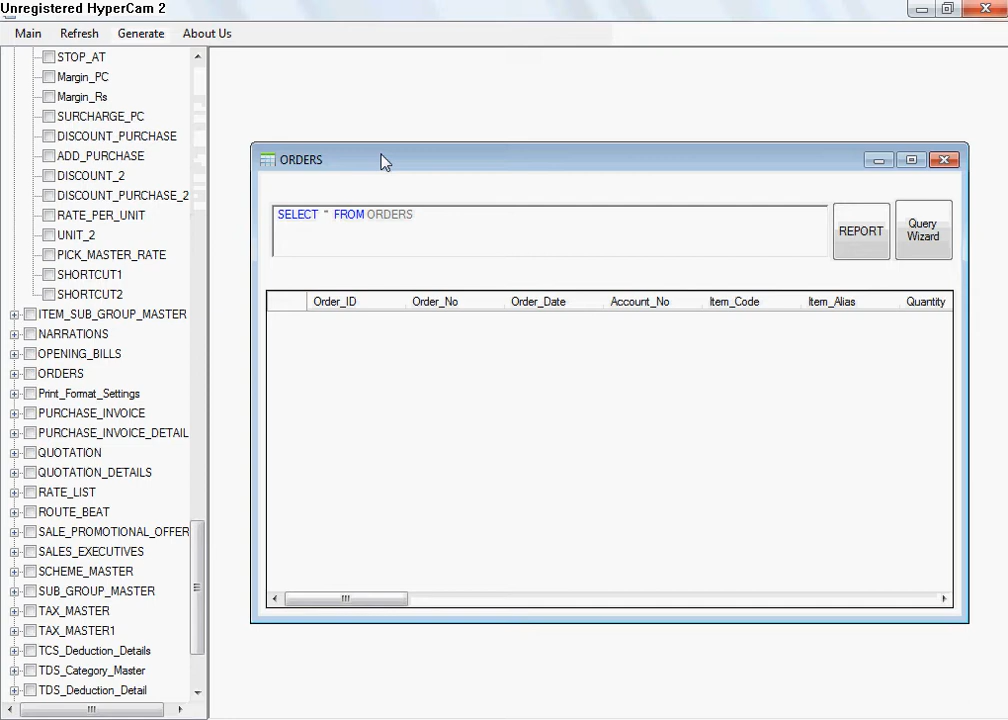 Unregistered HyperCam 2
Main Refresh Generate About Us
STOP_AT
Margin_PC
Margin_Rs
SURCHARGE_PC
DISCOUNT_PURCHASE
ADD_PURCHASE
DISCOUNT_2
DISCOUNT_PURCHASE_2
RATE_PER_UNIT
UNIT_2
PICK_MASTER_RATE
SHORTCUT1
SHORTCUT2
ITEM_SUB_GROUP_MASTER
NARRATIONS
OPENING_BILLS
ORDERS
Print_Format_Settings
PURCHASE_INVOICE
PURCHASE_INVOICE_DETAIL
QUOTATION
QUOTATION_DETAILS
RATE_LIST
ROUTE_BEAT
SALE_PROMOTIONAL_OFFER
SALES_EXECUTIVES
SCHEME_MASTER
SUB_GROUP_MASTER
TAX_MASTER
TAX_MASTER1
TCS_Deduction_Details
TDS_Category_Master
TDS_Deduction_Detail
ORDERS
SELECT * FROM ORDERS
REPORT
Query
Wizard
Order_ID Order_No Order_Date Account_No Item_Code Item_Alias Quantity